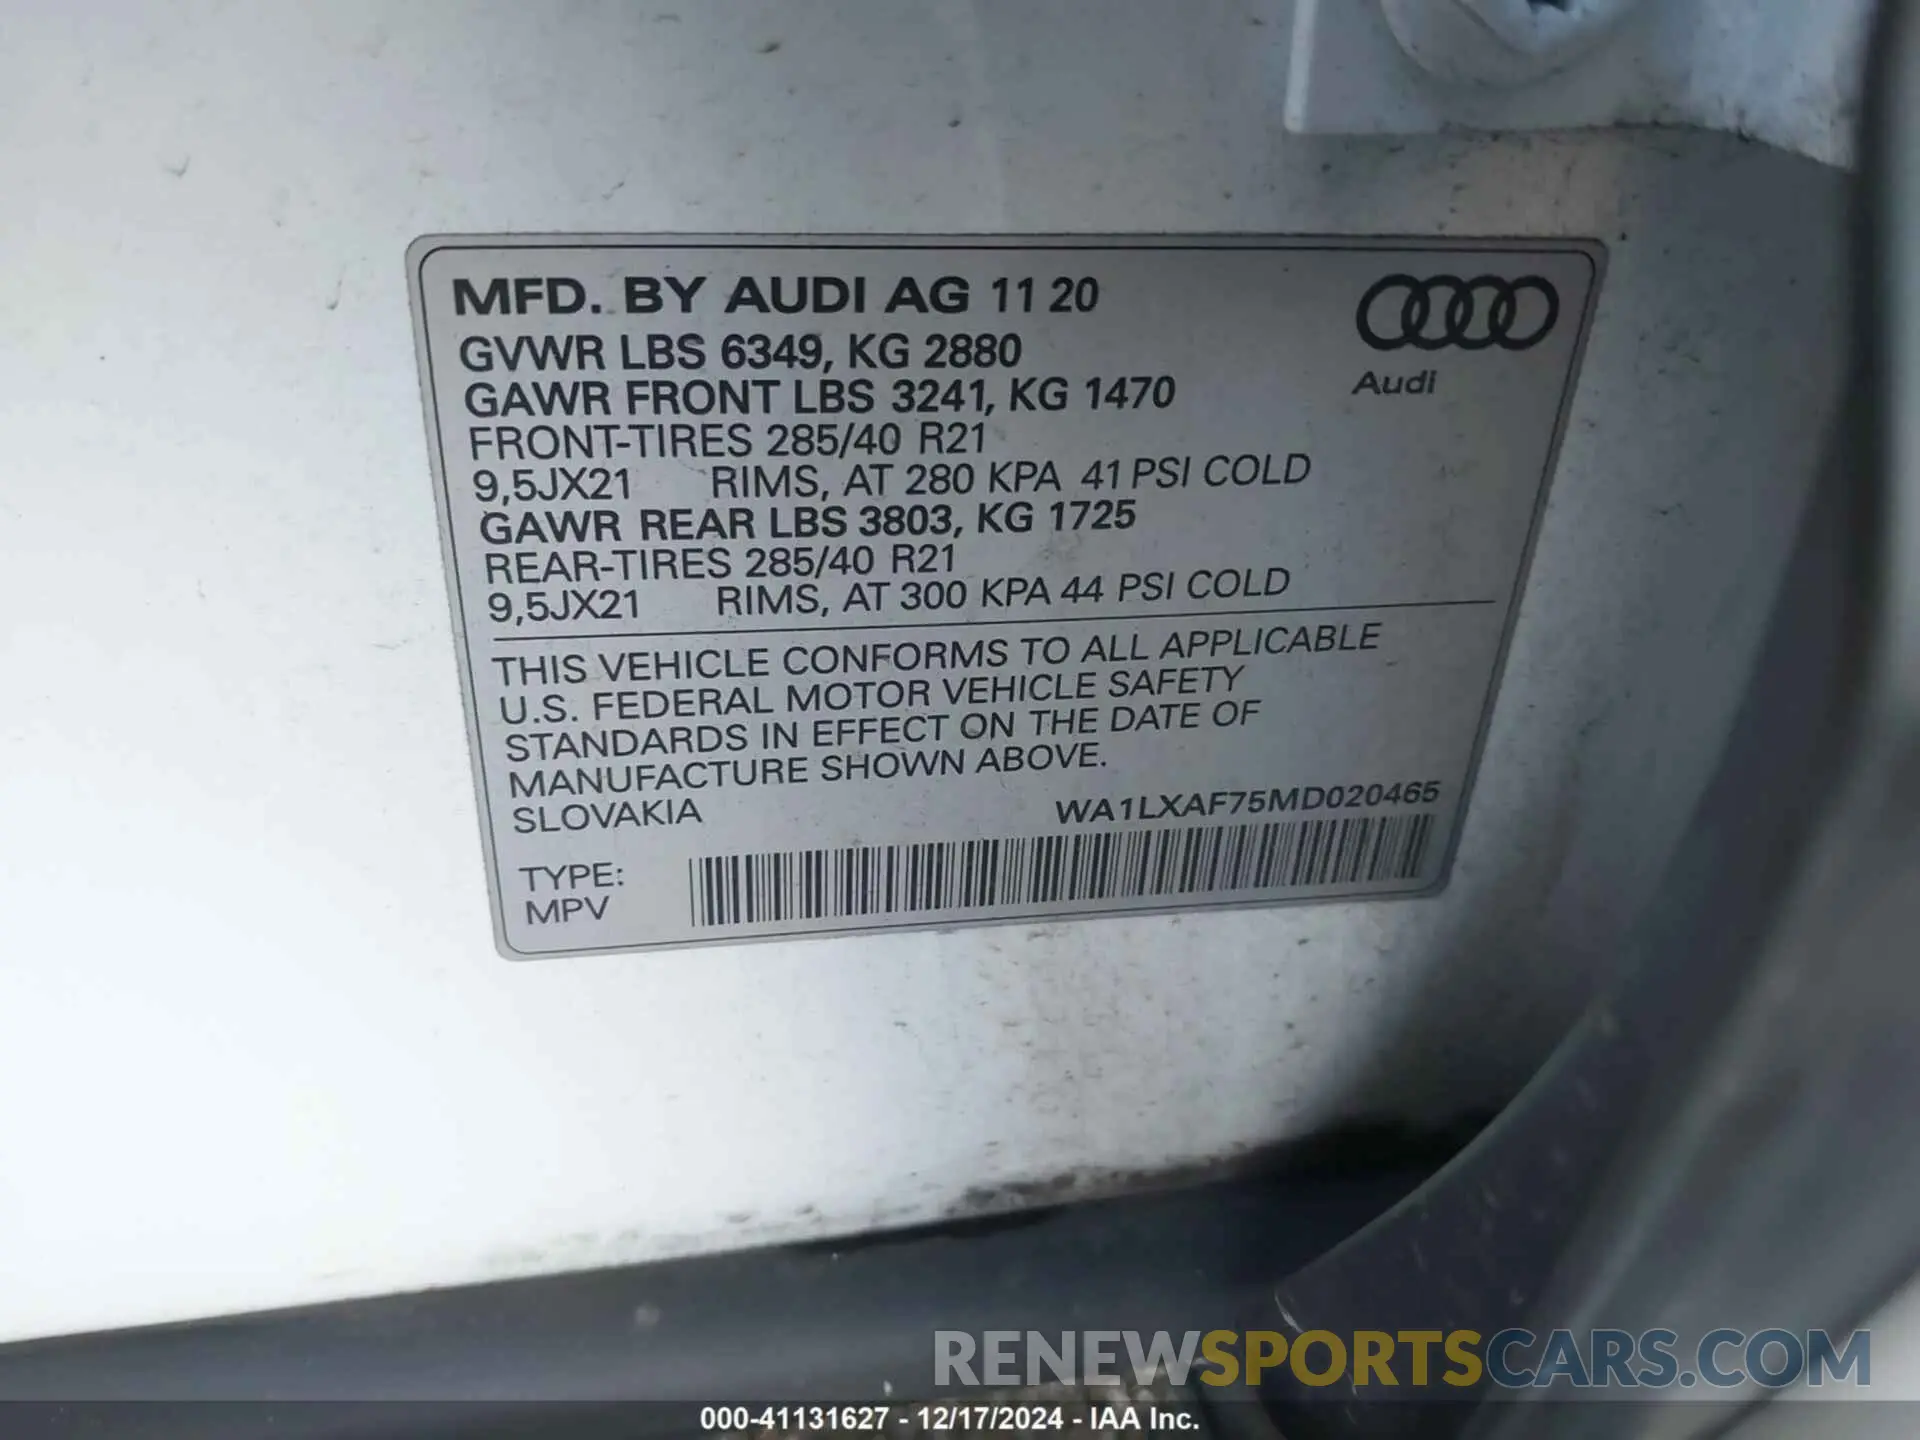 MFD. BY AUDI AG 11 20
GVWR LBS 6349, KG 2880
GAWR FRONT LBS 3241, KG 1470
Audi
FRONT-TIRES 285/40 R21
9,5JX21 RIMS, AT 280 KPA 41 PSI COLD
GAWR REAR LBS 3803, KG 1725
REAR-TIRES 285/40 R21
9,5JX21 RIMS, AT 300 KPA 44 PSI COLD
THIS VEHICLE CONFORMS TO ALL APPLICABLE
U.S. FEDERAL MOTOR VEHICLE SAFETY
STANDARDS IN EFFECT ON THE DATE OF
MANUFACTURE SHOWN ABOVE.
SLOVAKIA WA1LXAF75MD020465
TYPE:
MPV
RENEWSPORTSCARS.COM
000-41131627 - 12/17/2024 - IAA Inc.